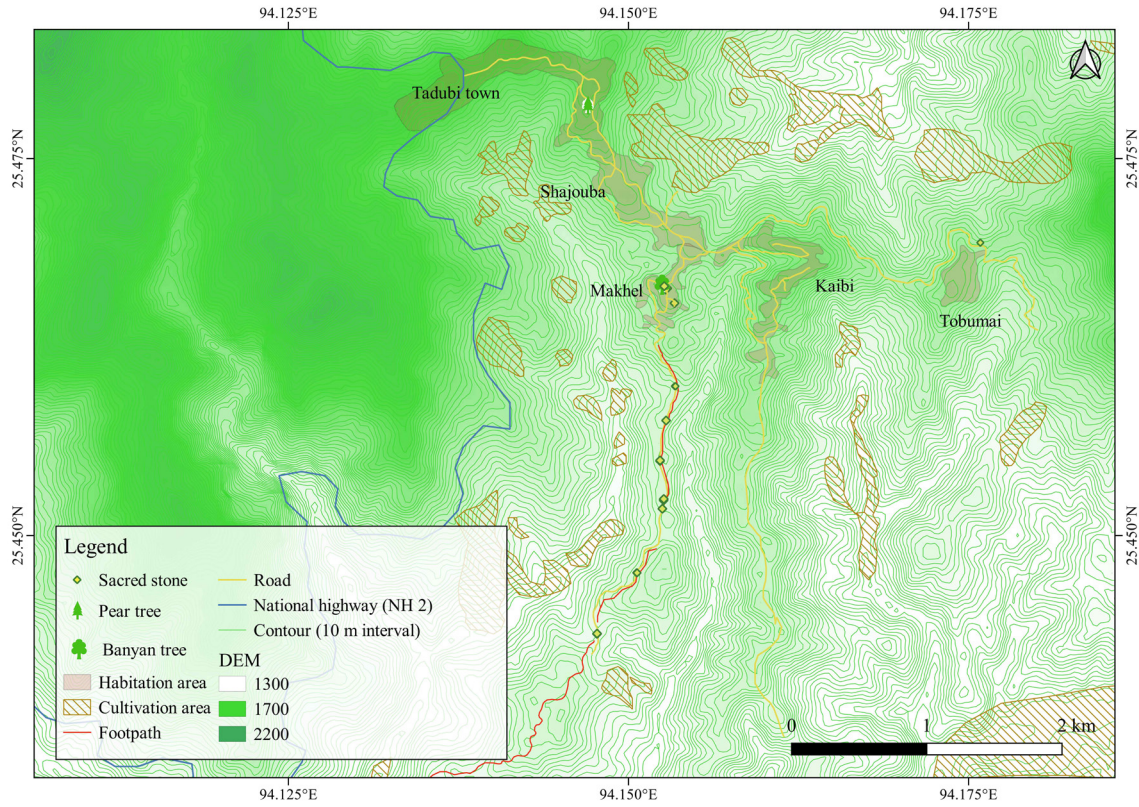 94.125°E 94.150°E 94.175°E
Tadubi town
25.475°N 25.475°N
Shajouba
Makhel
Kaibi
Tobumai
25.450°N 25.450°N
Legend
Sacred stone
Pear tree
Banyan tree
Habitation area
Cultivation area
Footpath
Road
National highway (NH 2)
Contour (10 m interval)
DEM
1300
1700
2200
0 1 2 km
94.125°E 94.150°E 94.175°E